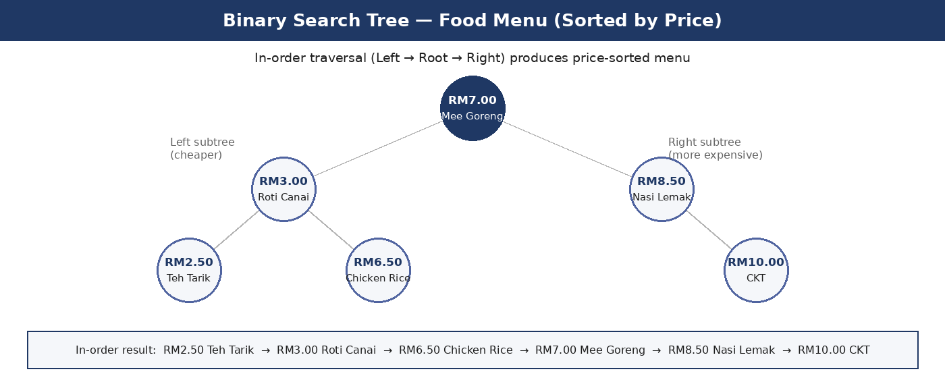 Binary Search Tree — Food Menu (Sorted by Price)
In-order traversal (Left → Root → Right) produces price-sorted menu
RM7.00
Mee Goreng
Left subtree
(cheaper)
Right subtree
(more expensive)
RM3.00
Roti Canai
RM8.50
Nasi Lemak
RM2.50
Teh Tarik
RM6.50
Chicken Rice
RM10.00
CKT
In-order result:  RM2.50 Teh Tarik  →  RM3.00 Roti Canai  →  RM6.50 Chicken Rice  →  RM7.00 Mee Goreng  →  RM8.50 Nasi Lemak  →  RM10.00 CKT